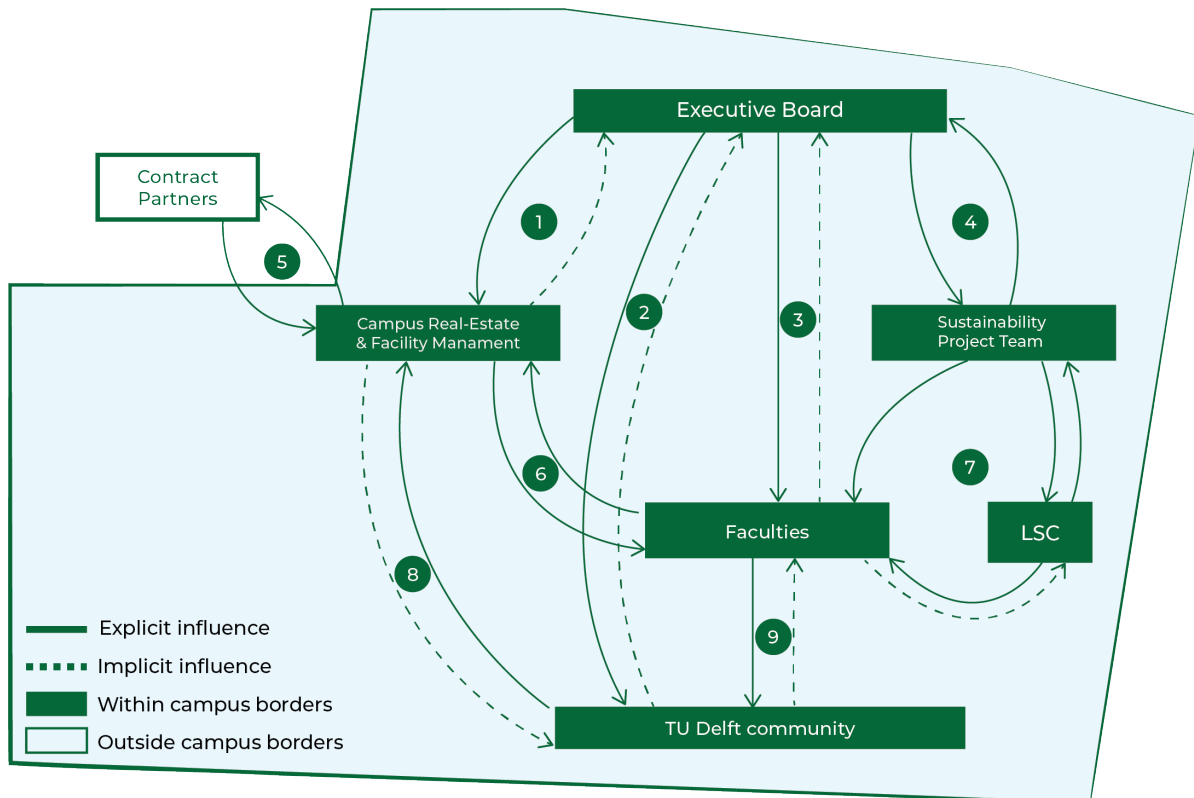 Executive Board
Contract
Partners
1
4
5
2
3
Campus Real-Estate
& Facility Manament
Sustainability
Project Team
6
7
Faculties
LSC
8
9
TU Delft community
Explicit influence
Implicit influence
Within campus borders
Outside campus borders